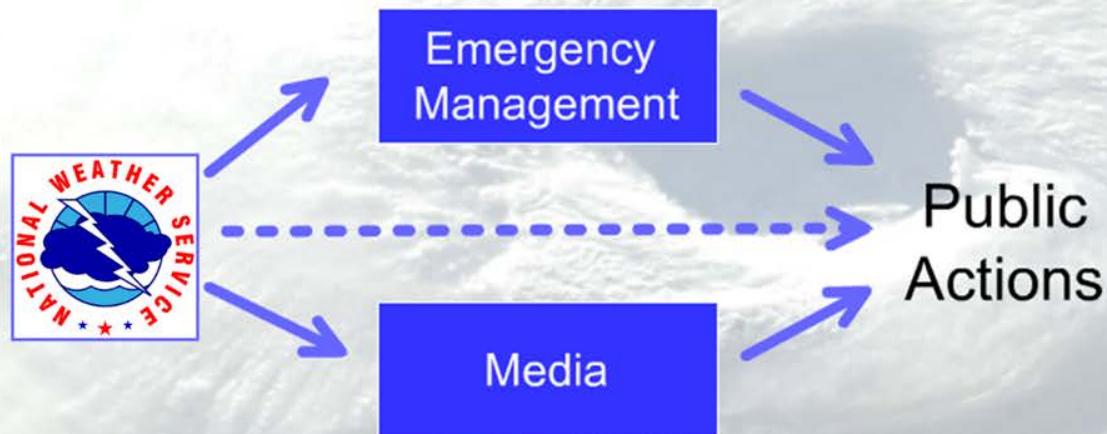 Emergency
Management
NATIONAL WEATHER SERVICE
Public
Actions
Media